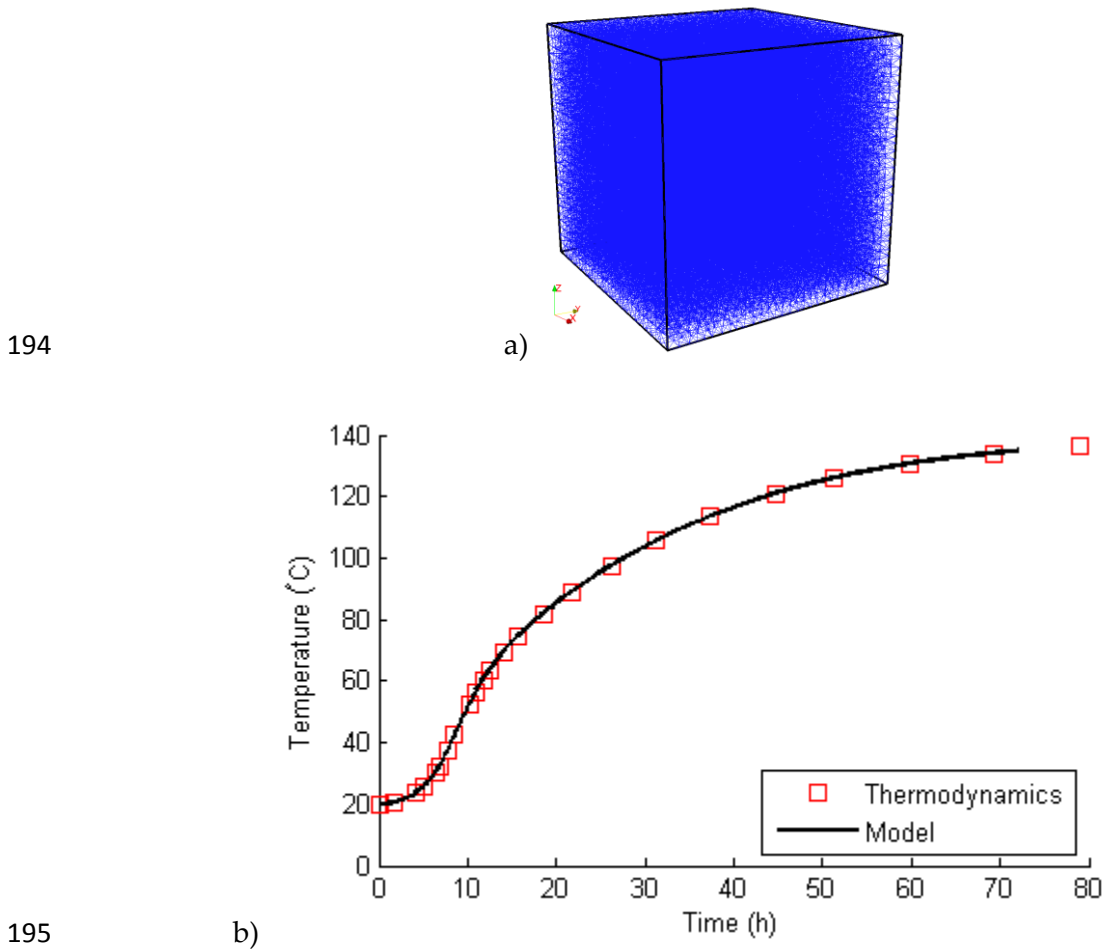 Z
Y
X
194 a)
140
120
100
80
60
40
20
0
Temperature (°C)
Thermodynamics
Model
0 10 20 30 40 50 60 70 80
Time (h)
195 b)